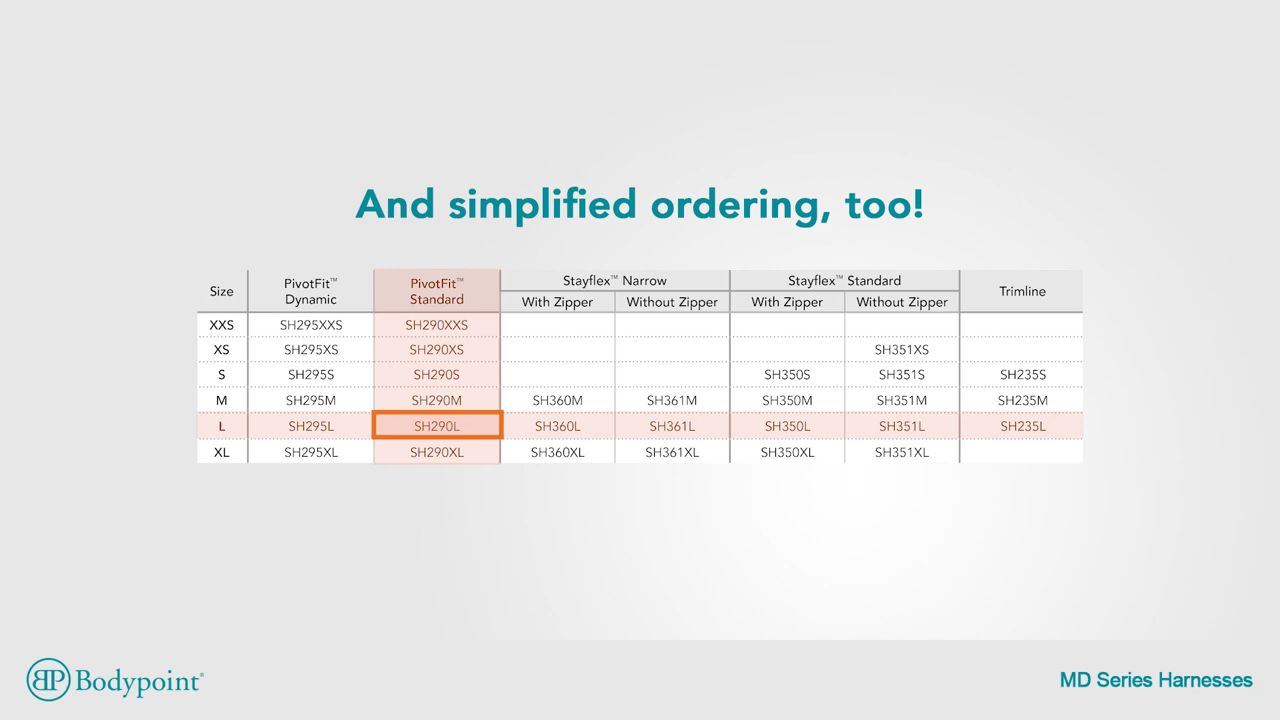 And simplified ordering, too!
Size PivotFit™ Dynamic PivotFit™ Standard Stayflex™ Narrow Stayflex™ Standard Trimline
With Zipper Without Zipper With Zipper Without Zipper
XXS SH295XXS SH290XXS
XS SH295XS SH290XS SH351XS
S SH295S SH290S SH350S SH351S SH235S
M SH295M SH290M SH360M SH361M SH350M SH351M SH235M
L SH295L SH290L SH360L SH361L SH350L SH351L SH235L
XL SH295XL SH290XL SH360XL SH361XL SH350XL SH351XL
BP Bodypoint®
MD Series Harnesses